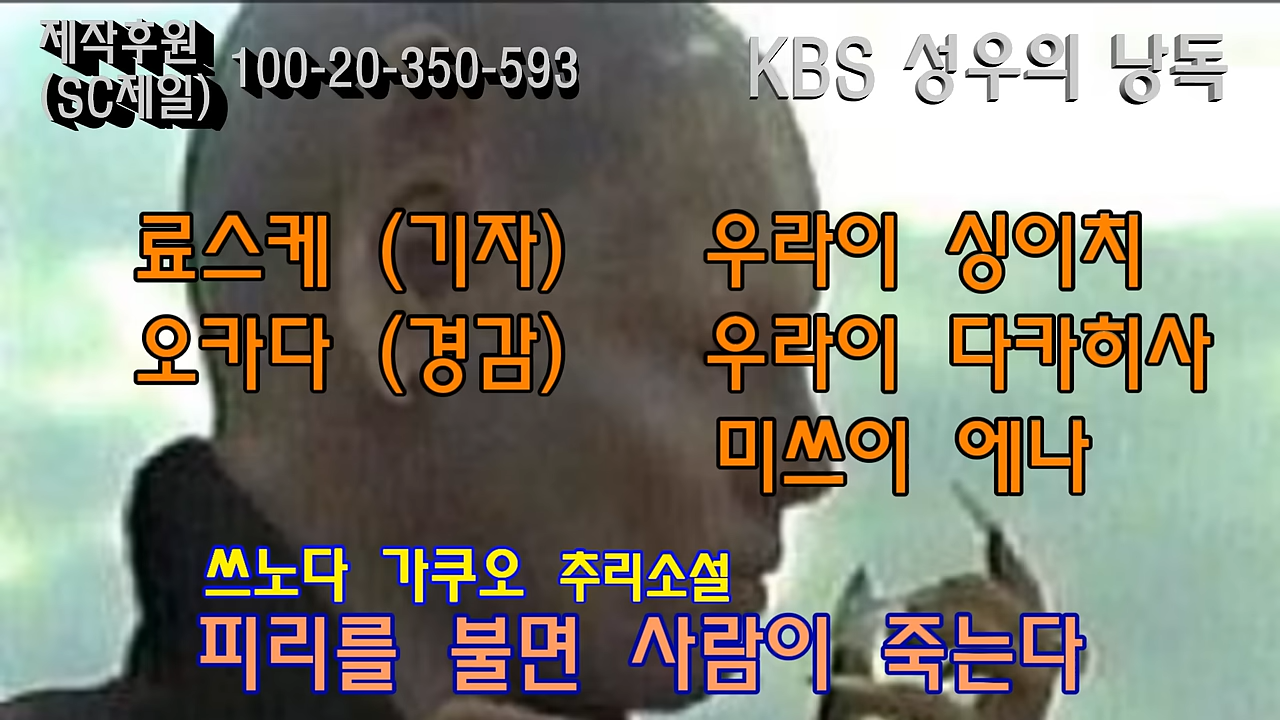 제작후원
(SC제일)
100-20-350-593
KBS 성우의 낭독
료스케 (기자)
우라이 싱이치
오카다 (경감)
우라이 다카히사
미쓰이 에나
쓰노다 가쿠오 추리소설
피리를 불면 사람이 죽는다